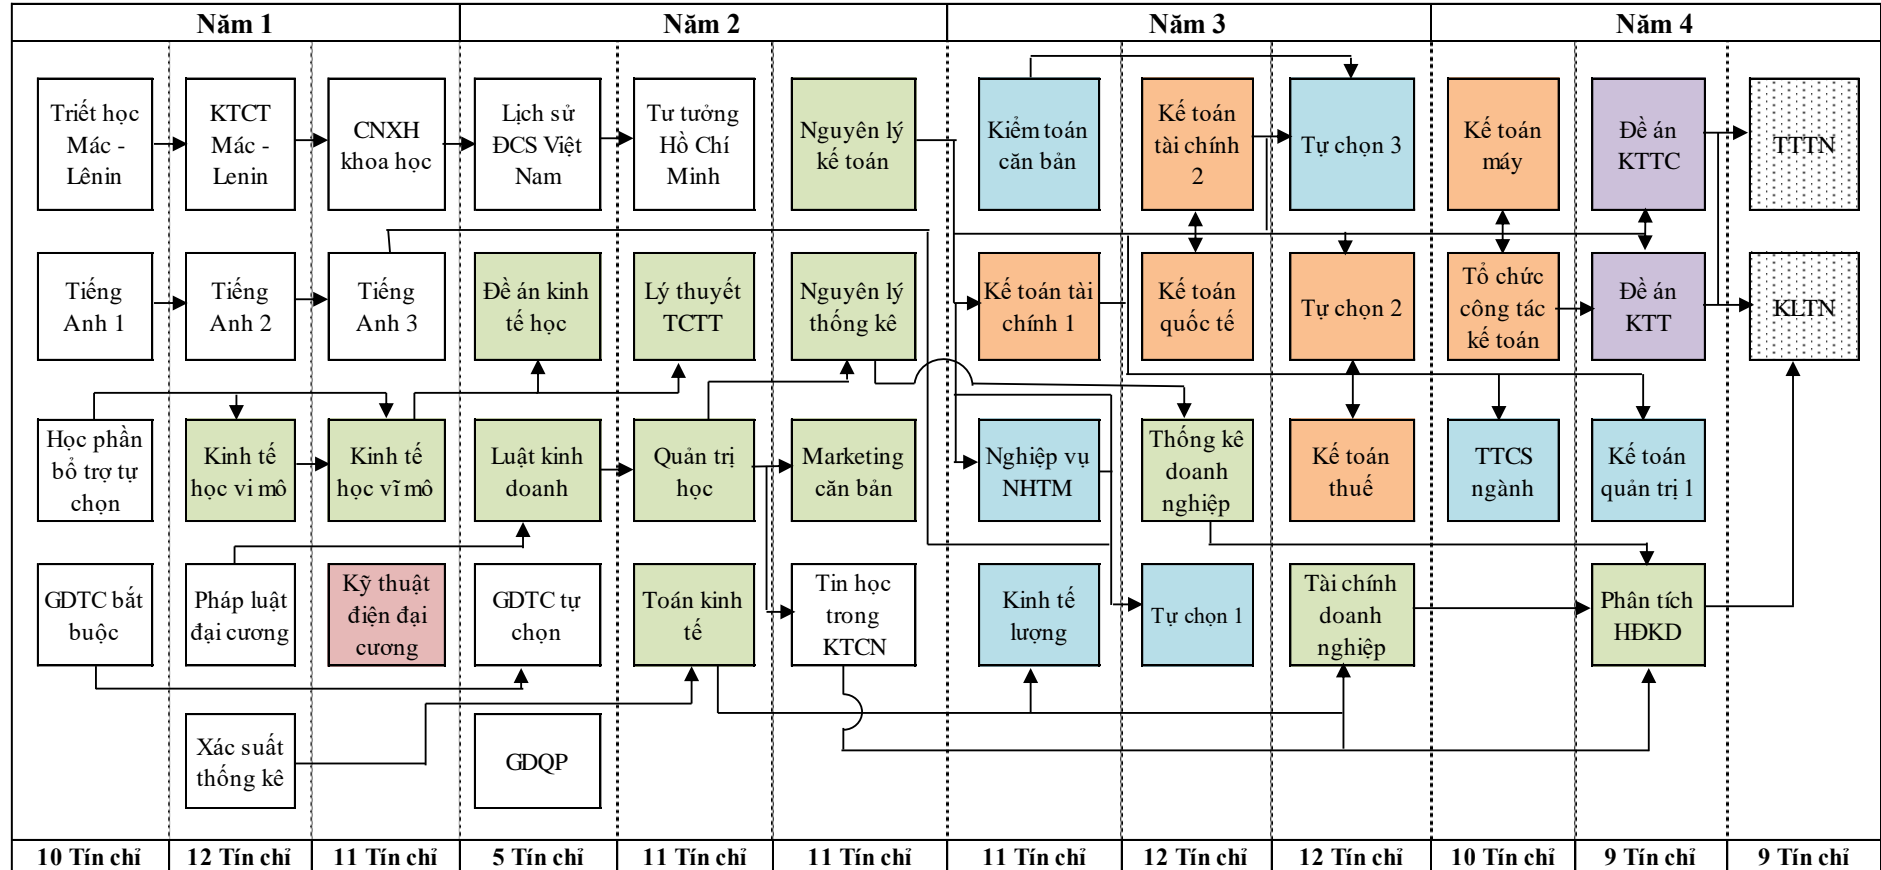 Năm 1
Năm 2
Năm 3
Năm 4
Triết học
Mác -
Lênin
KTCT
Mác -
Lenin
CNXH
khoa học
Lịch sử
ĐCS Việt
Nam
Tư tưởng
Hồ Chí
Minh
Nguyên lý
kế toán
Kiểm toán
căn bản
Kế toán
tài chính
2
Tự chọn 3
Kế toán
máy
Đề án
KTTC
TTTN
Tiếng
Anh 1
Tiếng
Anh 2
Tiếng
Anh 3
Đề án kinh
tế học
Lý thuyết
TCTT
Nguyên lý
thống kê
Kế toán tài
chính 1
Kế toán
quốc tế
Tự chọn 2
Tổ chức
công tác
kế toán
Đề án
KTT
KLTN
Học phần
bổ trợ tự
chọn
Kinh tế
học vi mô
Kinh tế
học vĩ mô
Luật kinh
doanh
Quản trị
học
Marketing
căn bản
Nghiệp vụ
NHTM
Thống kê
doanh
nghiệp
Kế toán
thuế
TTCS
ngành
Kế toán
quản trị 1
GDTC bắt
buộc
Pháp luật
đại cương
Kỹ thuật
điện đại
cương
GDTC tự
chọn
Toán kinh
tế
Tin học
trong
KTCN
Kinh tế
lượng
Tự chọn 1
Tài chính
doanh
nghiệp
Phân tích
HĐKD
Xác suất
thống kê
GDQP
10 Tín chỉ
12 Tín chỉ
11 Tín chỉ
5 Tín chỉ
11 Tín chỉ
11 Tín chỉ
11 Tín chỉ
12 Tín chỉ
12 Tín chỉ
10 Tín chỉ
9 Tín chỉ
9 Tín chỉ